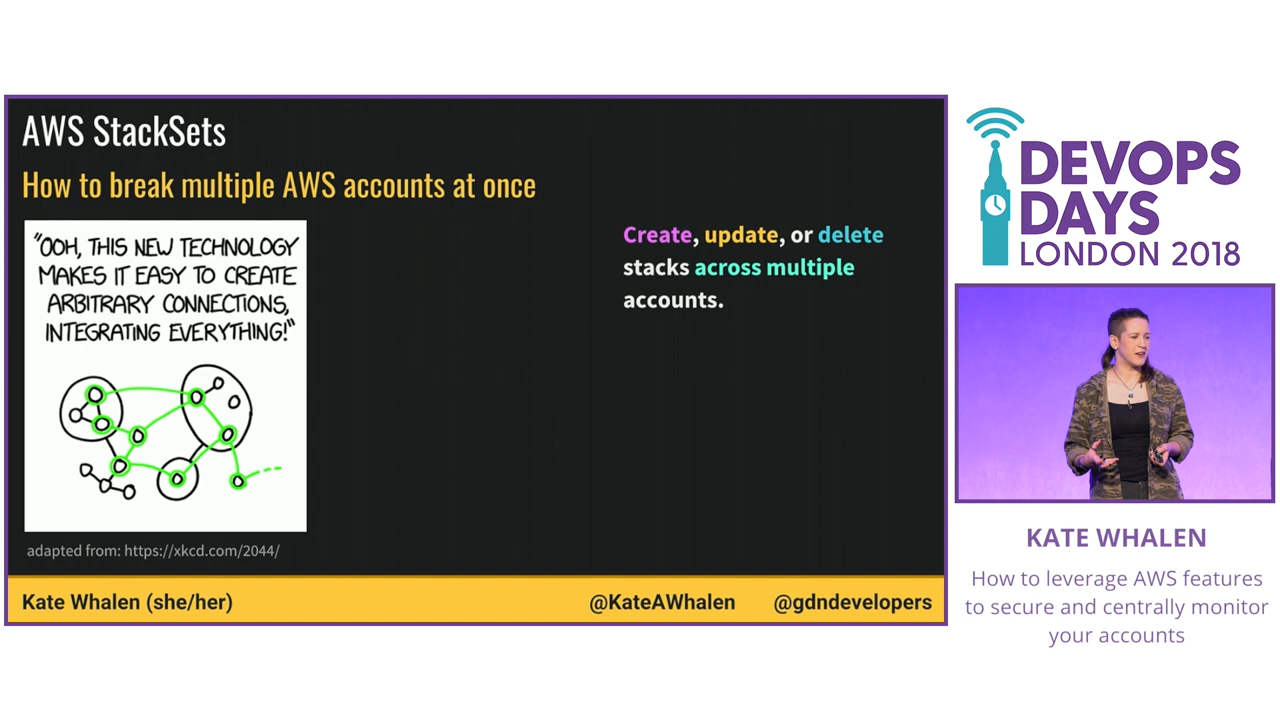 AWS StackSets
How to break multiple AWS accounts at once
"OOH, THIS NEW TECHNOLOGY
MAKES IT EASY TO CREATE
ARBITRARY CONNECTIONS,
INTEGRATING EVERYTHING!"
adapted from: https://xkcd.com/2044/
Create, update, or delete
stacks across multiple
accounts.
Kate Whalen (she/her)
@KateAWhalen
@gdndevelopers
DEVOPS
DAYS
LONDON 2018
KATE WHALEN
How to leverage AWS features
to secure and centrally monitor
your accounts